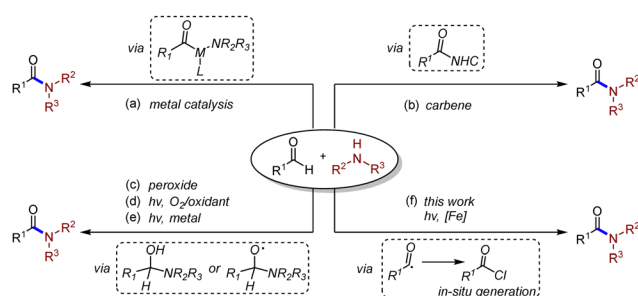 via
O
R1
M
NR2R3
L
O
R1
N
R2
R3
(a) metal catalysis
via
O
R1
NHC
O
R1
N
R2
R3
(b) carbene
O
R1
H
+
H
N
R2
R3
(c) peroxide
(d) hv, O2/oxidant
(e) hv, metal
O
R1
N
R2
R3
via
OH
R1
NR2R3
H
or
O•
R1
NR2R3
H
(f) this work
hv, [Fe]
O
R1
N
R2
R3
via
O
R1
•
O
R1
Cl
in-situ generation